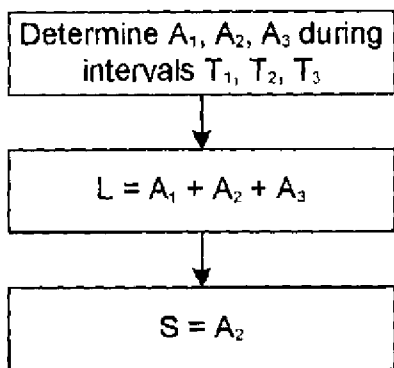 Determine A₁, A₂, A₃ during
intervals T₁, T₂, T₃
L = A₁ + A₂ + A₃
S = A₂